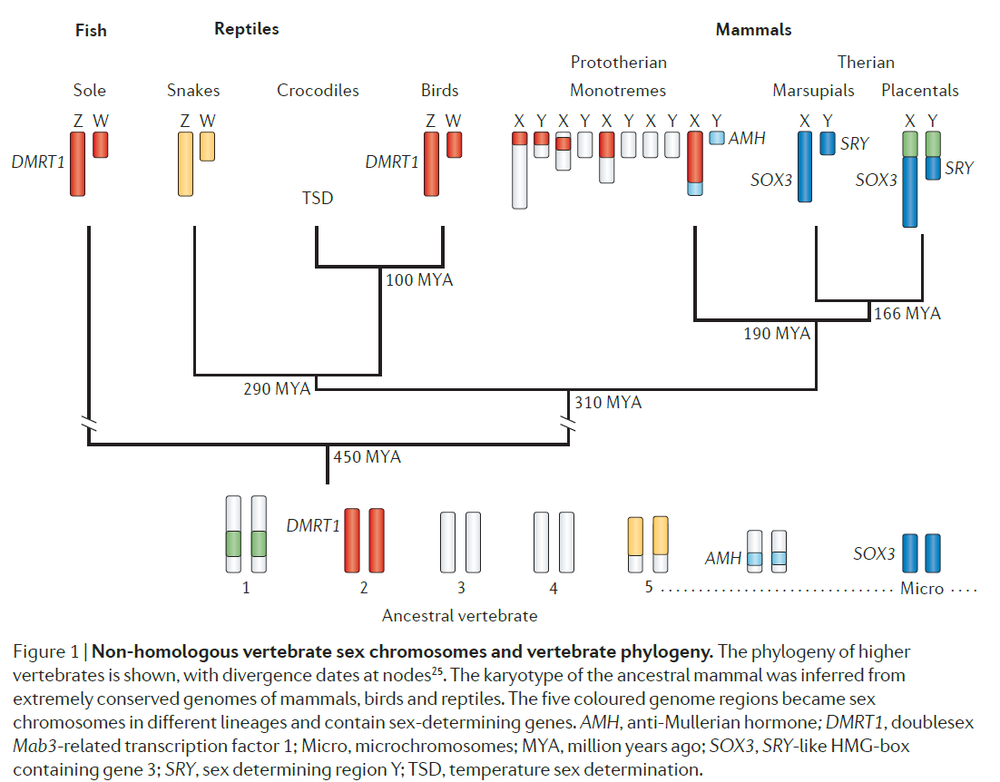 Fish
Reptiles
Mammals
Prototherian
Therian
Sole
Snakes
Crocodiles
Birds
Monotremes
Marsupials
Placentals
Z W
Z W
Z W
X Y X Y X Y X Y X Y
X Y
X Y
DMRT1
DMRT1
AMH
SRY
SOX3
SOX3
SRY
TSD
100 MYA
166 MYA
190 MYA
290 MYA
310 MYA
450 MYA
DMRT1
AMH
SOX3
1 2 3 4 5 ........................ Micro ....
Ancestral vertebrate
Figure 1 | Non-homologous vertebrate sex chromosomes and vertebrate phylogeny. The phylogeny of higher
vertebrates is shown, with divergence dates at nodes²⁵. The karyotype of the ancestral mammal was inferred from
extremely conserved genomes of mammals, birds and reptiles. The five coloured genome regions became sex
chromosomes in different lineages and contain sex-determining genes. AMH, anti-Mullerian hormone; DMRT1, doublesex
Mab3-related transcription factor 1; Micro, microchromosomes; MYA, million years ago; SOX3, SRY-like HMG-box
containing gene 3; SRY, sex determining region Y; TSD, temperature sex determination.